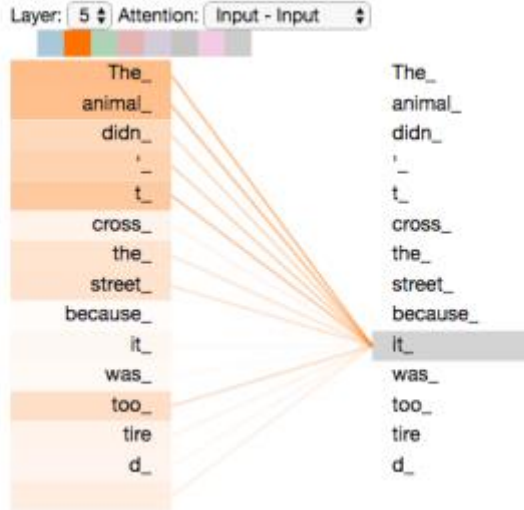 Layer: 5 Attention: Input - Input
The_ The_
animal_ animal_
didn_ didn_
'_ '_
t_ t_
cross_ cross_
the_ the_
street_ street_
because_ because_
it_ it_
was_ was_
too_ too_
tire tire
d_ d_